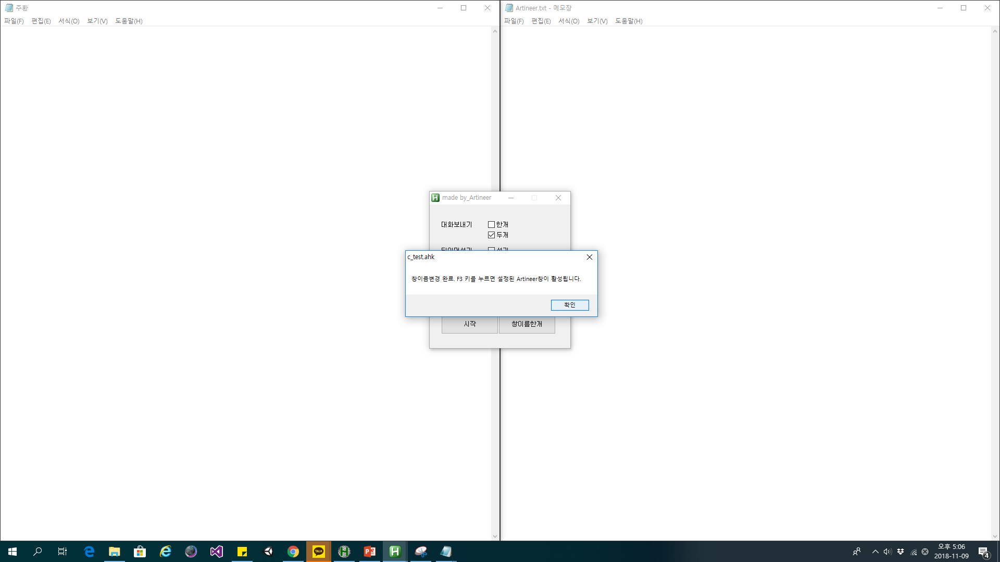 주환
파일(F) 편집(E) 서식(O) 보기(V) 도움말(H)
Artineer.txt - 메모장
파일(F) 편집(E) 서식(O) 보기(V) 도움말(H)
made by_Artineer
대화보내기 한개
두개
c_test.ahk
창이름변경 완료. F3 키를 누르면 설정된 Artineer창이 활성됩니다.
확인
시작 창이름한개
TALK
오후 5:06
2018-11-09
4